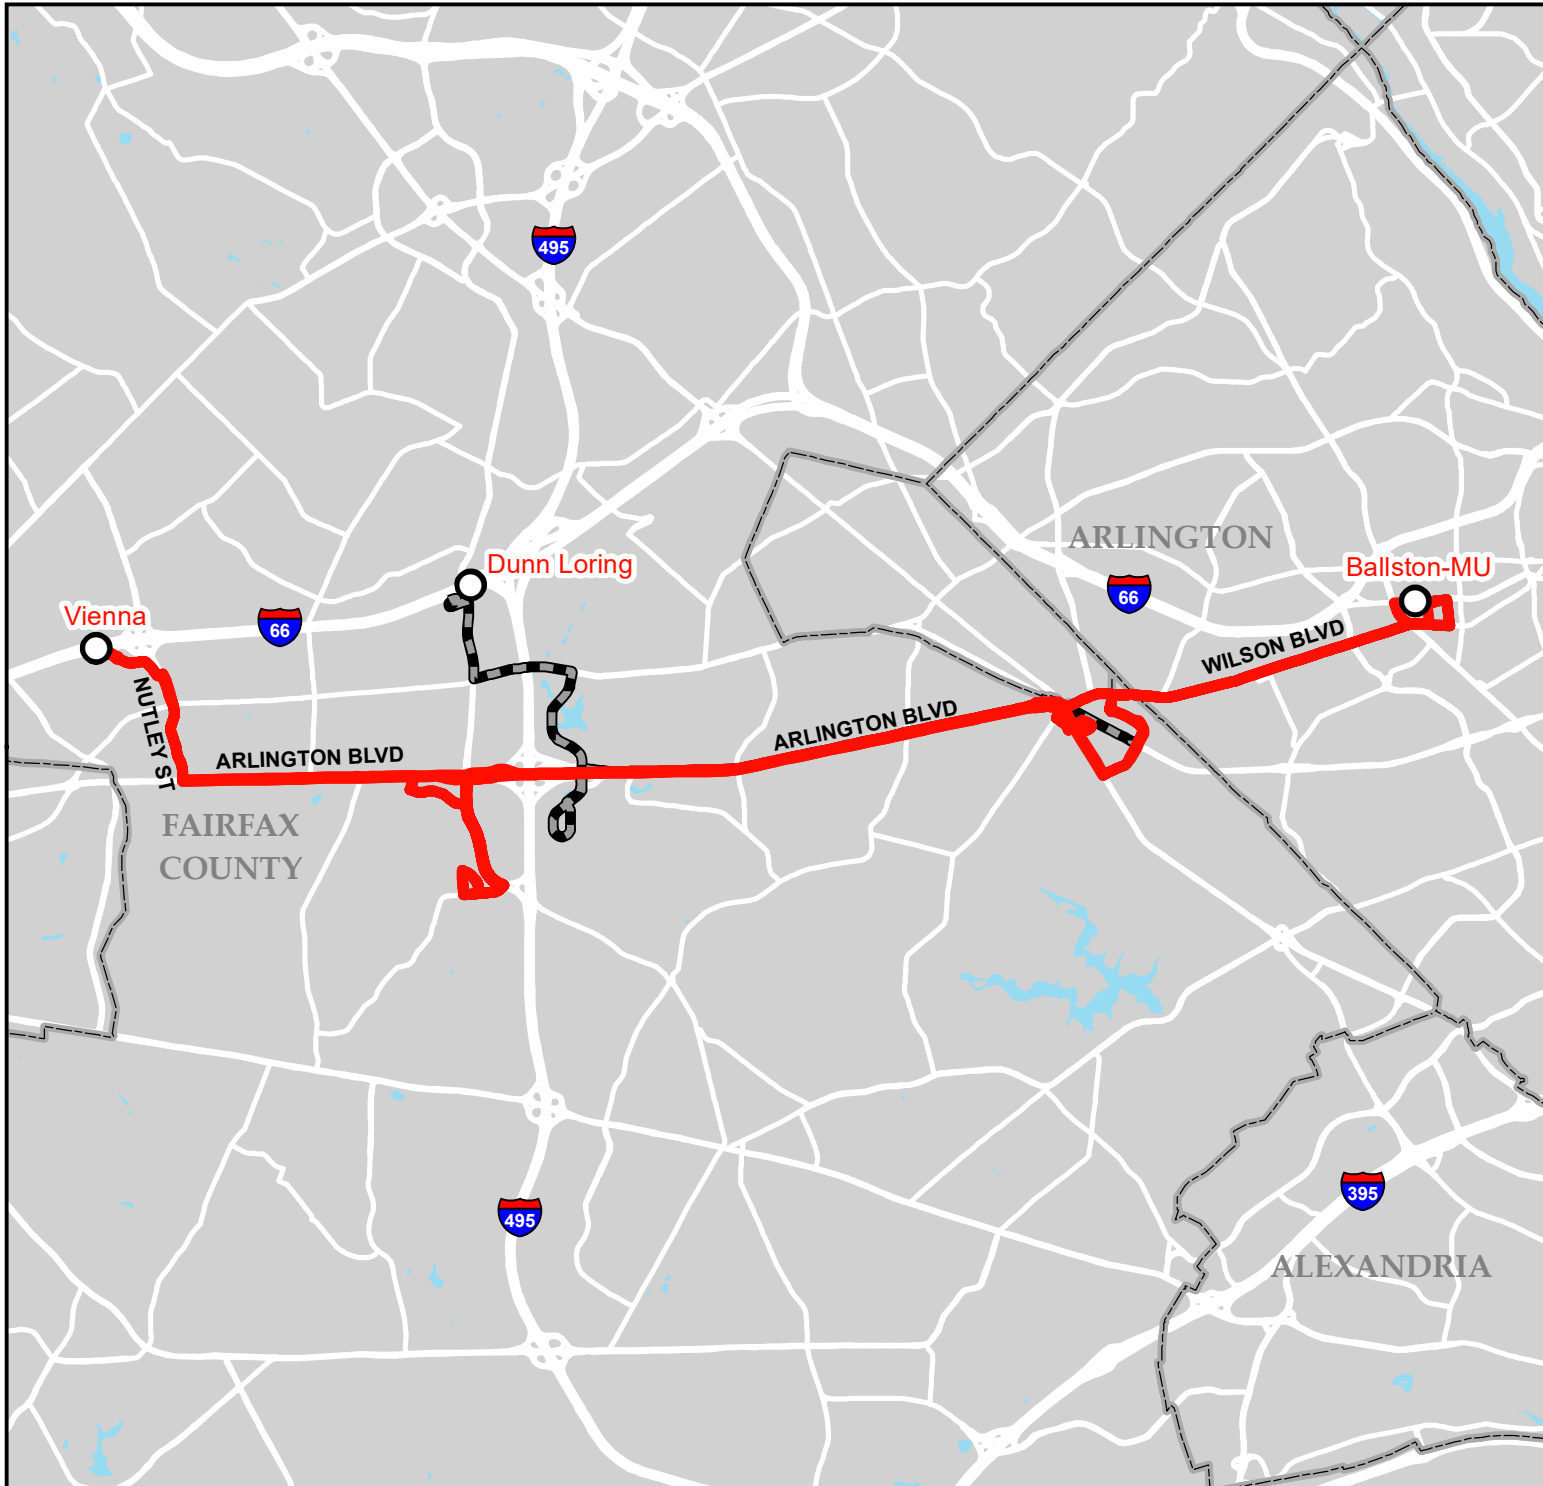 495
ARLINGTON
Dunn Loring
Ballston-MU
66
Vienna
66
WILSON BLVD
NUTLEY ST
ARLINGTON BLVD
ARLINGTON BLVD
FAIRFAX
COUNTY
395
495
ALEXANDRIA